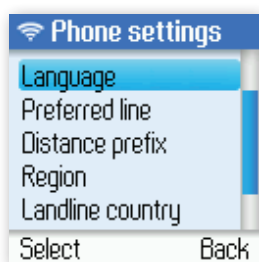 Phone settings
Language
Preferred line
Distance prefix
Region
Landline country
Select Back